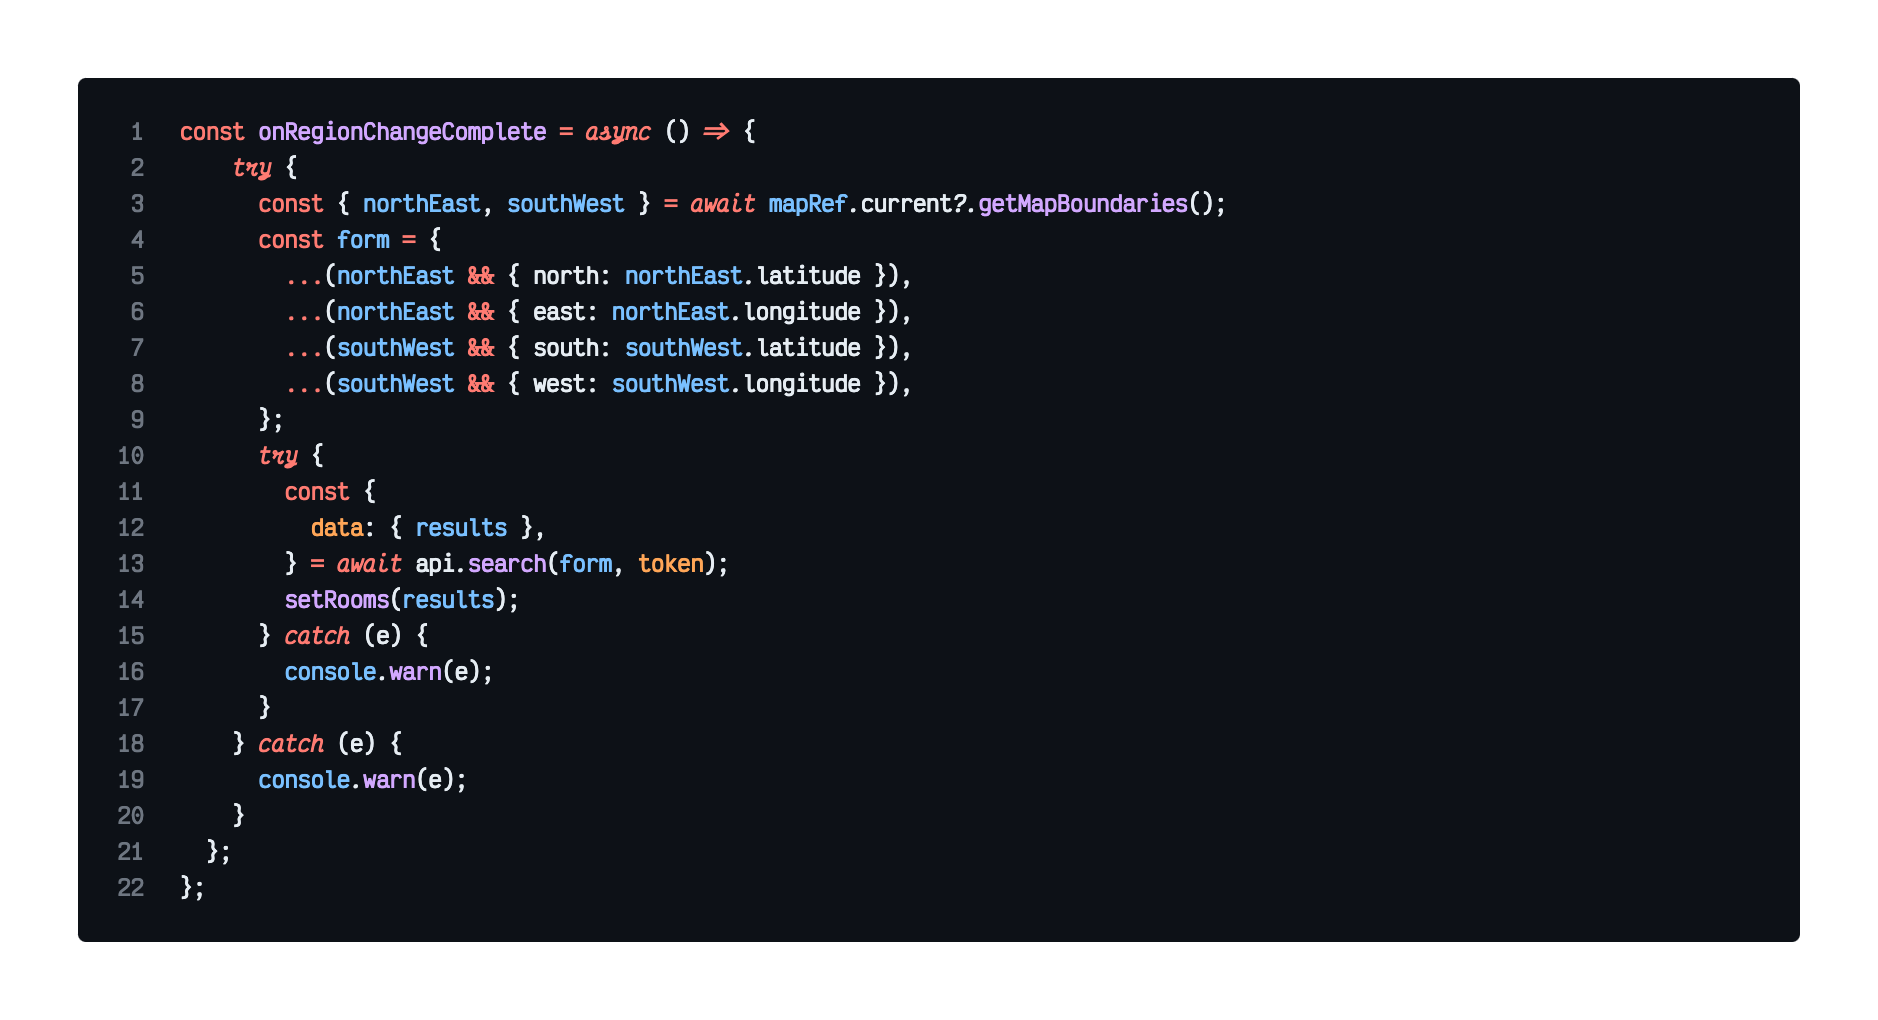 1 const onRegionChangeComplete = async () => {
2 try {
3 const { northEast, southWest } = await mapRef.current?.getMapBoundaries();
4 const form = {
5 ...(northEast && { north: northEast.latitude }),
6 ...(northEast && { east: northEast.longitude }),
7 ...(southWest && { south: southWest.latitude }),
8 ...(southWest && { west: southWest.longitude }),
9 };
10 try {
11 const {
12 data: { results },
13 } = await api.search(form, token);
14 setRooms(results);
15 } catch (e) {
16 console.warn(e);
17 }
18 } catch (e) {
19 console.warn(e);
20 }
21 };
22 };